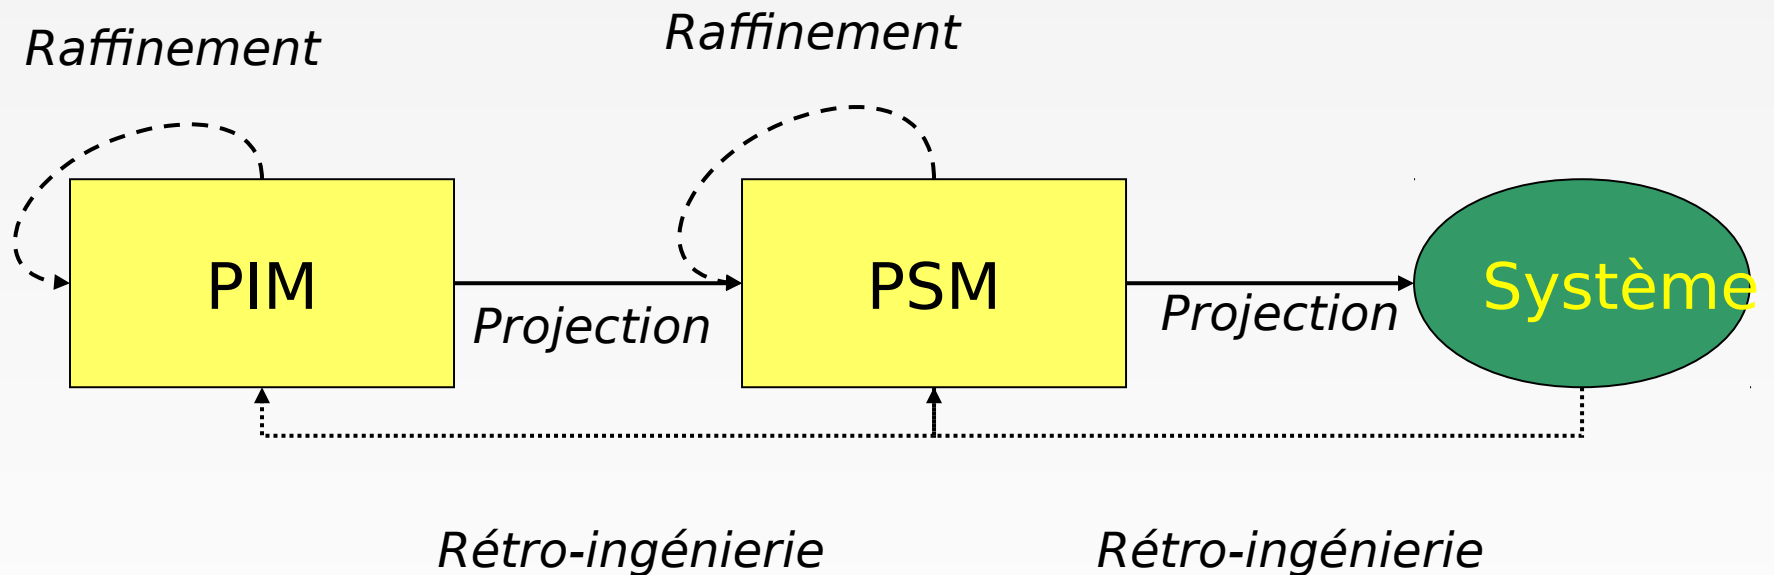 Raffinement
Raffinement
PIM
PSM
Système
Projection
Projection
Rétro-ingénierie
Rétro-ingénierie